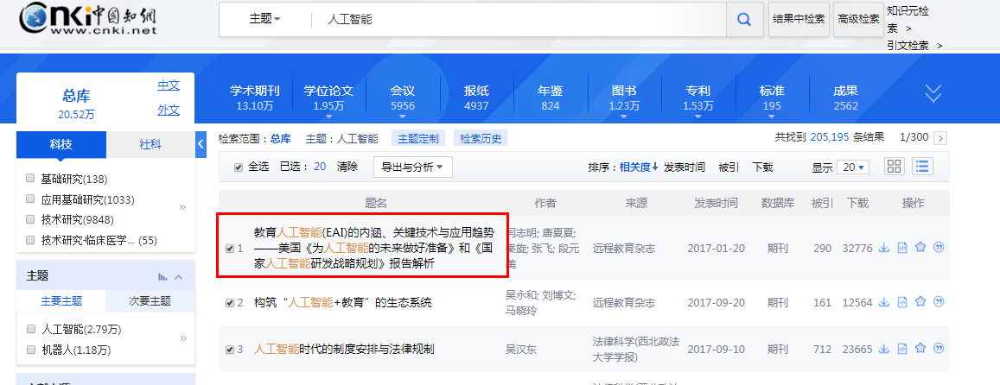 cnki中国知网
www.cnki.net
主题
人工智能
结果中检索
高级检索
知识元检
索 >
引文检索 >
总库
20.52万
中文
外文
学术期刊
13.10万
学位论文
1.95万
会议
5956
报纸
4937
年鉴
824
图书
1.23万
专利
1.53万
标准
195
成果
2562
科技
社科
检索范围：总库 主题：人工智能 主题定制 检索历史
共找到 205,195 条结果 1/300
全选 已选： 20 清除 导出与分析
排序：相关度 发表时间 被引 下载
显示 20
基础研究(138)
应用基础研究(1033)
技术研究(9848)
技术研究-临床医学... (55)
主题
主要主题 次要主题
人工智能(2.79万)
机器人(1.18万)
题名 作者 来源 发表时间 数据库 被引 下载 操作
1 教育人工智能(EAI)的内涵、关键技术与应用趋势
——美国《为人工智能的未来做好准备》和《国
家人工智能研发战略规划》报告解析
闫志明; 唐夏夏;
秦旋; 张飞; 段元
美
远程教育杂志 2017-01-20 期刊 290 32776
2 构筑“人工智能+教育”的生态系统
吴永和; 刘博文;
马晓玲
远程教育杂志 2017-09-20 期刊 161 12564
3 人工智能时代的制度安排与法律规制
吴汉东
法律科学(西北政法
大学学报)
2017-09-10 期刊 712 23665